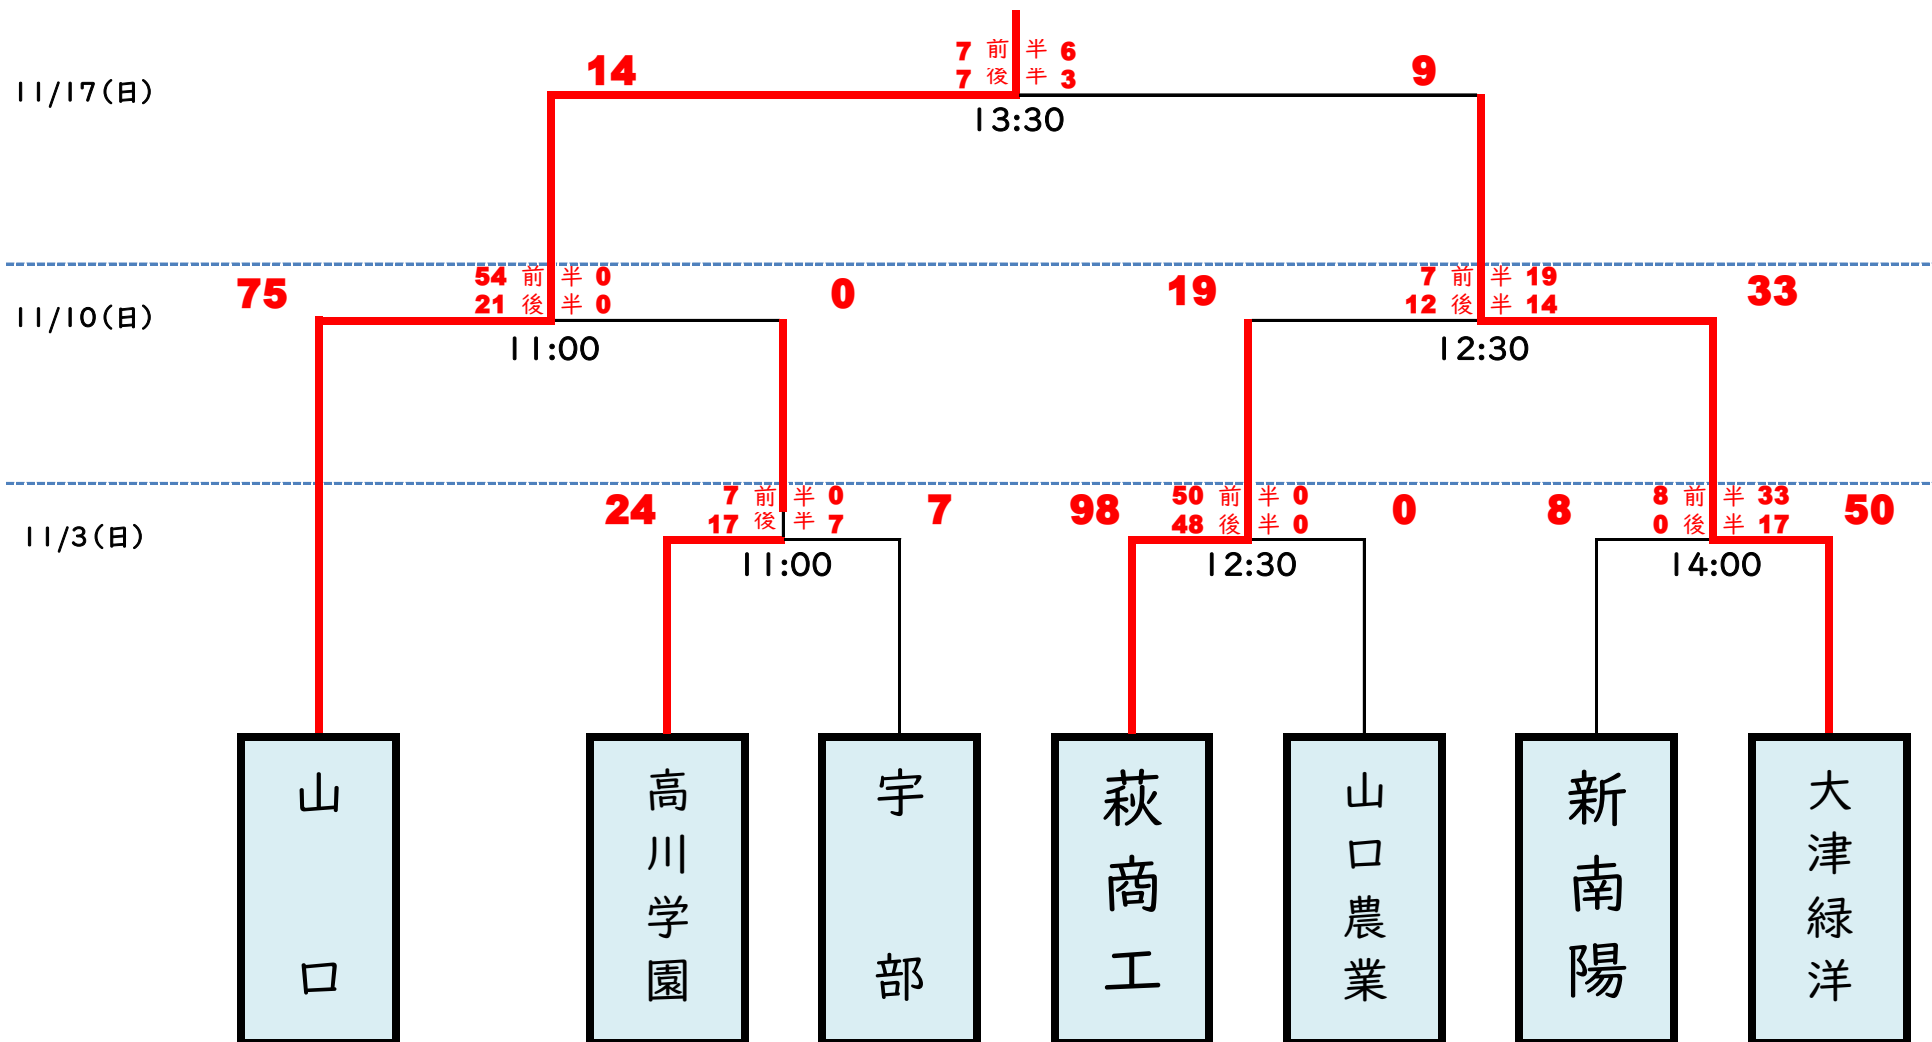 7 前 半 6
14 7 後 半 3 9
11/17(日)
13:30
54 前 半 0 7 前 半 19
75 21 後 半 0 0 19 12 後 半 14 33
11/10(日)
11:00 12:30
7 前 半 0 50 前 半 0 8 前 半 33
24 17 後 半 7 7 98 48 後 半 0 0 8 0 後 半 17 50
11/3(日)
11:00 12:30 14:00
山口
高川学園
宇部
萩商工
山口農業
新南陽
大津緑洋